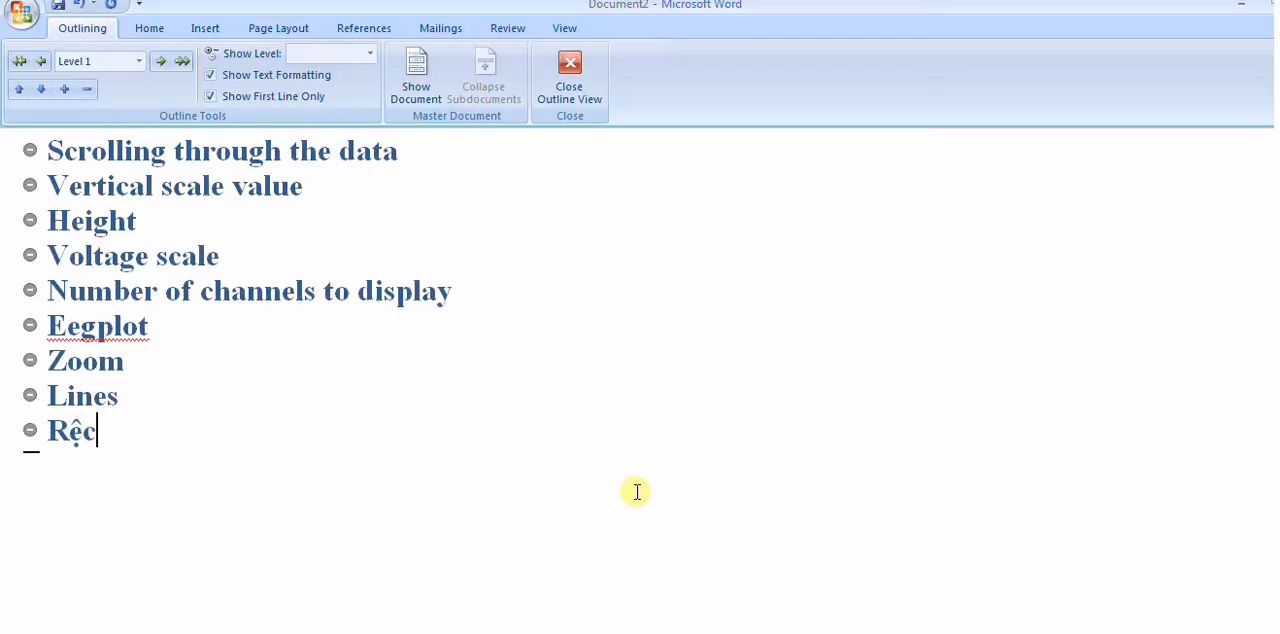 Document2 - Microsoft Word
Outlining Home Insert Page Layout References Mailings Review View
Level 1
Show Level:
Show Text Formatting
Show First Line Only
Outline Tools
Show Document
Collapse Subdocuments
Master Document
Close Outline View
Close
Scrolling through the data
Vertical scale value
Height
Voltage scale
Number of channels to display
Eegplot
Zoom
Lines
Rệc